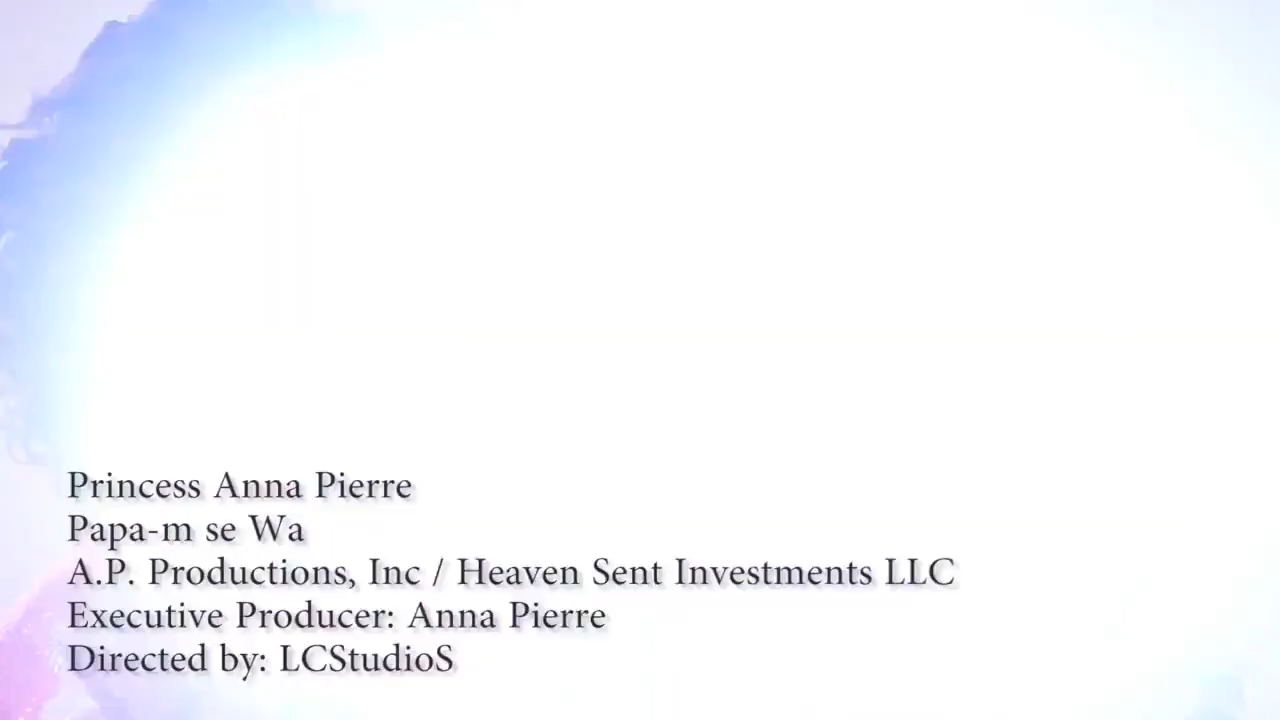 Princess Anna Pierre
Papa-m se Wa
A.P. Productions, Inc / Heaven Sent Investments LLC
Executive Producer: Anna Pierre
Directed by: LCStudioS